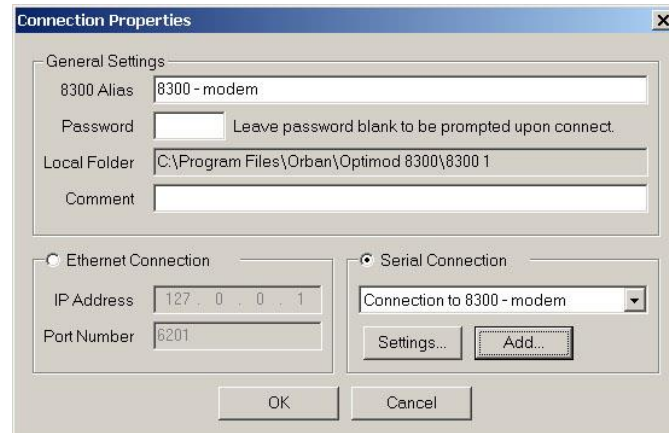 Connection Properties
General Settings
8300 Alias 8300 - modem
Password Leave password blank to be prompted upon connect.
Local Folder C:\Program Files\Orban\Optimod 8300\8300 1
Comment
Ethernet Connection
IP Address 127 . 0 . 0 . 1
Port Number 6201
Serial Connection
Connection to 8300 - modem
Settings... Add...
OK Cancel